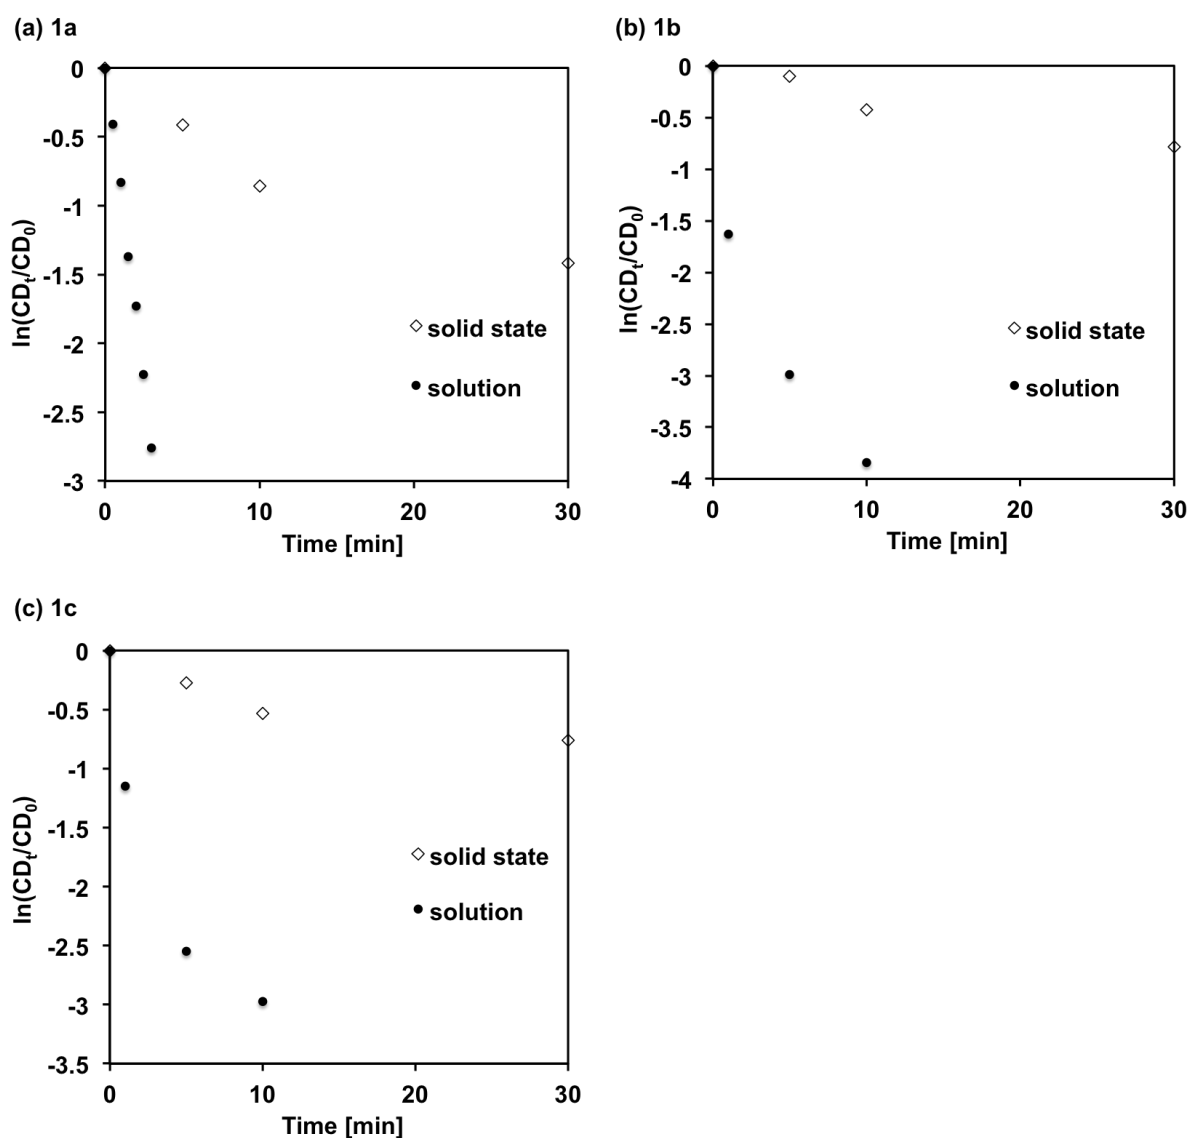 (a) 1a
0
-0.5
-1
-1.5
-2
-2.5
-3
ln(CDt/CD0)
solid state
solution
0
10
20
30
Time [min]
(b) 1b
0
-0.5
-1
-1.5
-2
-2.5
-3
-3.5
-4
ln(CDt/CD0)
solid state
solution
0
10
20
30
Time [min]
(c) 1c
0
-0.5
-1
-1.5
-2
-2.5
-3
-3.5
ln(CDt/CD0)
solid state
solution
0
10
20
30
Time [min]